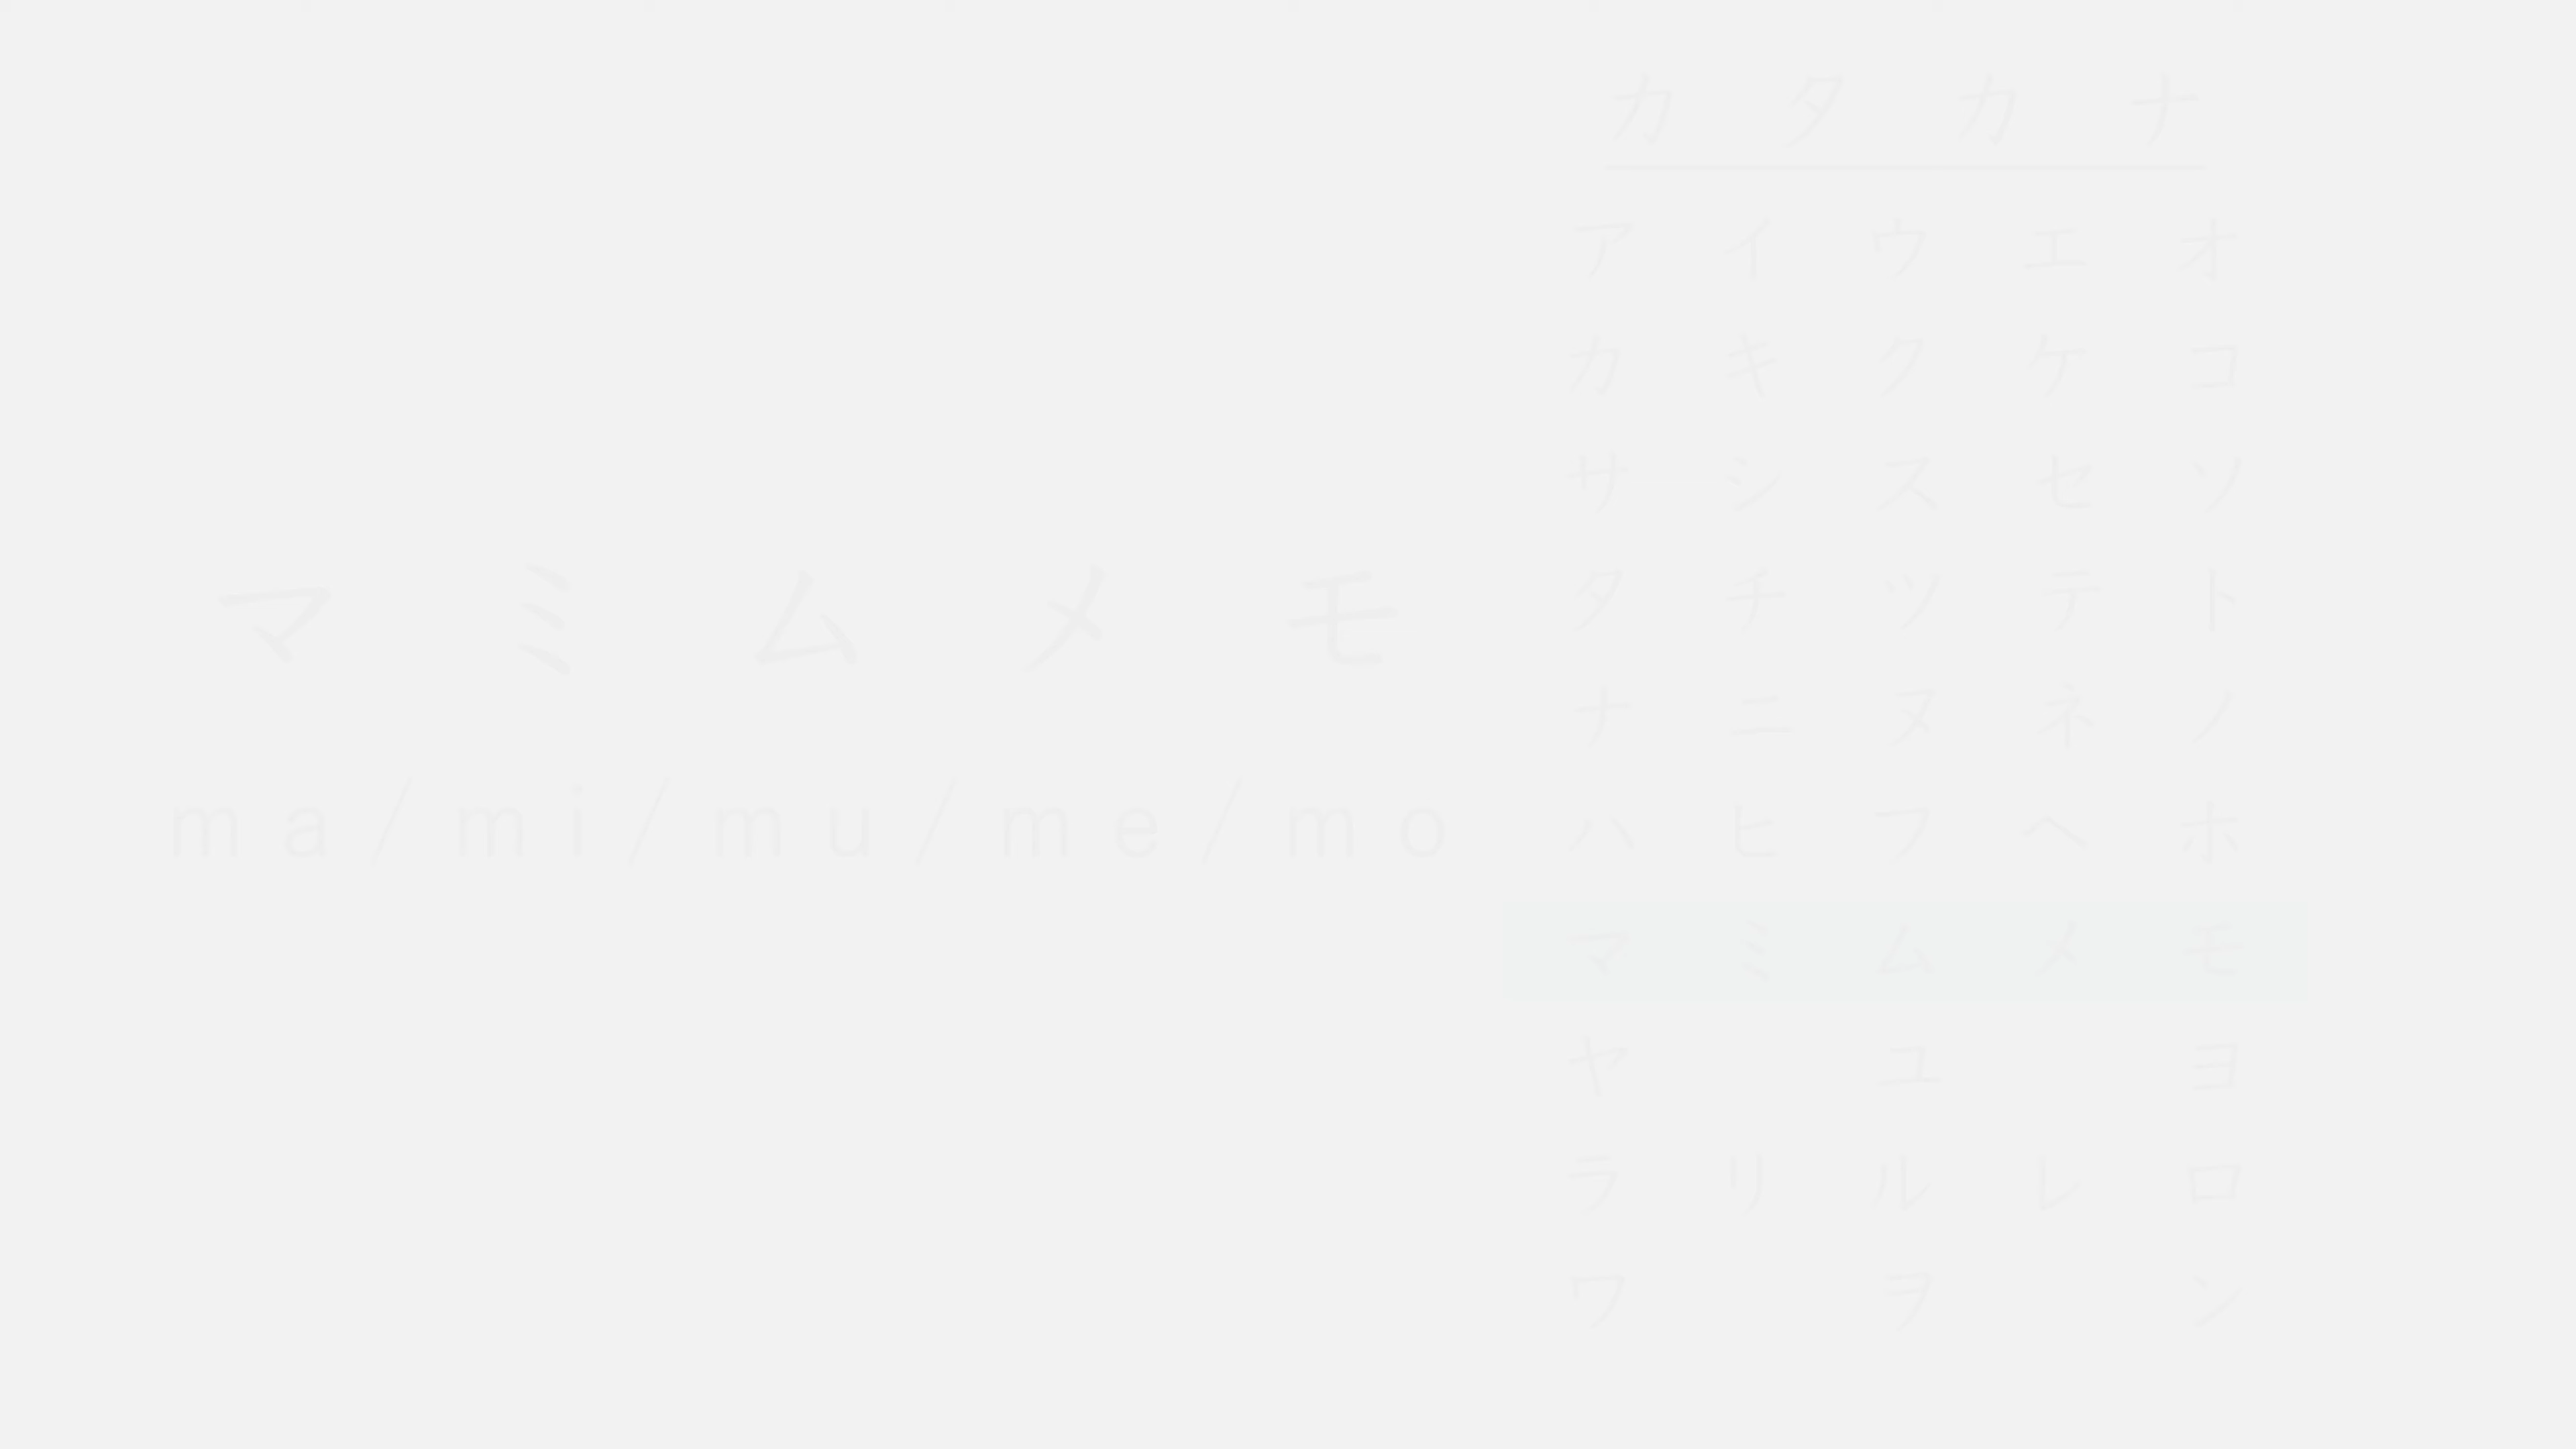 マ ミ ム メ モ
ma/mi/mu/me/mo
カタカナ
ア イ ウ エ オ
カ キ ク ケ コ
サ シ ス セ ソ
タ チ ツ テ ト
ナ ニ ヌ ネ ノ
ハ ヒ フ ヘ ホ
マ ミ ム メ モ
ヤ ユ ヨ
ラ リ ル レ ロ
ワ ヲ ン